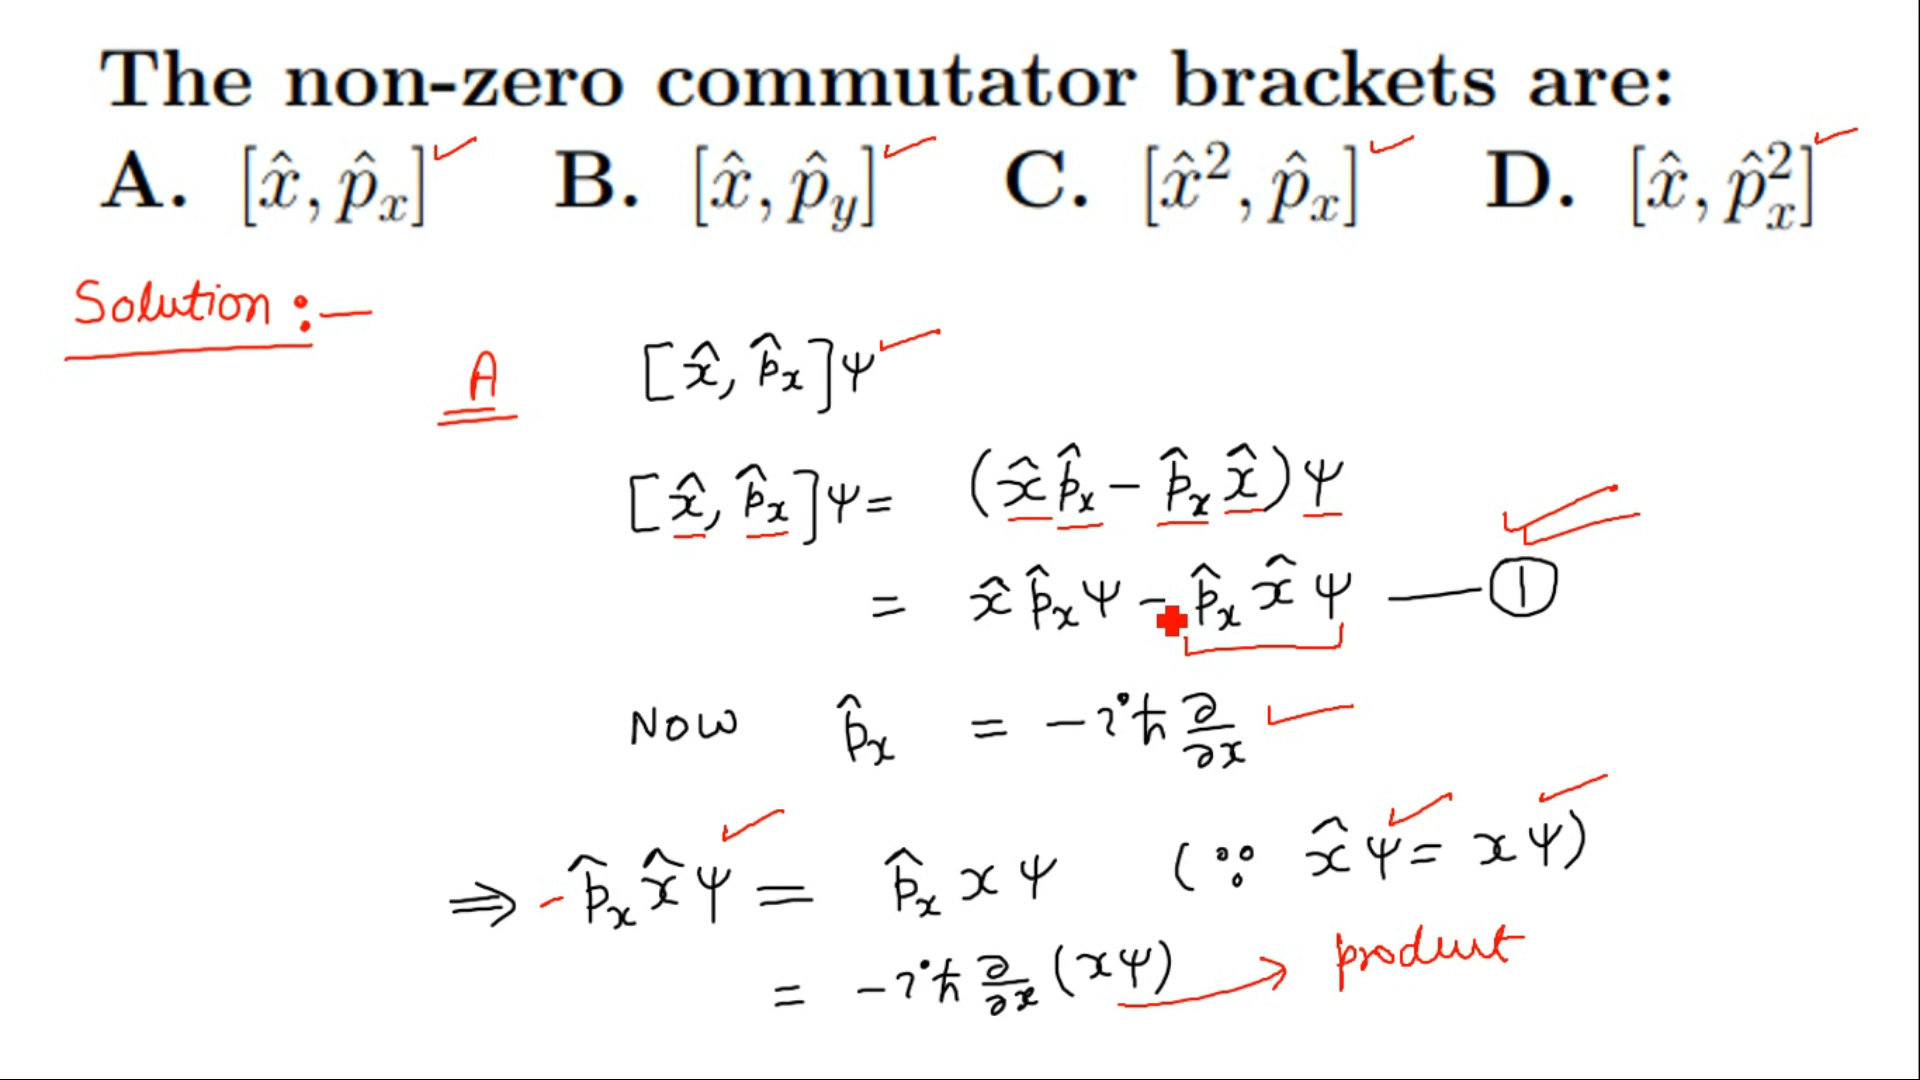 The non-zero commutator brackets are:
A. [x̂, p̂ₓ] B. [x̂, p̂_y] C. [x̂², p̂ₓ] D. [x̂, p̂ₓ²]
Solution :-
A [x̂, p̂ₓ]ψ
[x̂, p̂ₓ]ψ = (x̂p̂ₓ - p̂ₓx̂)ψ
= x̂p̂ₓψ - p̂ₓx̂ψ — ①
Now p̂ₓ = -iħ ∂/∂x
⇒ -p̂ₓx̂ψ = p̂ₓxψ (∵ x̂ψ = xψ)
= -iħ ∂/∂x (xψ) → product